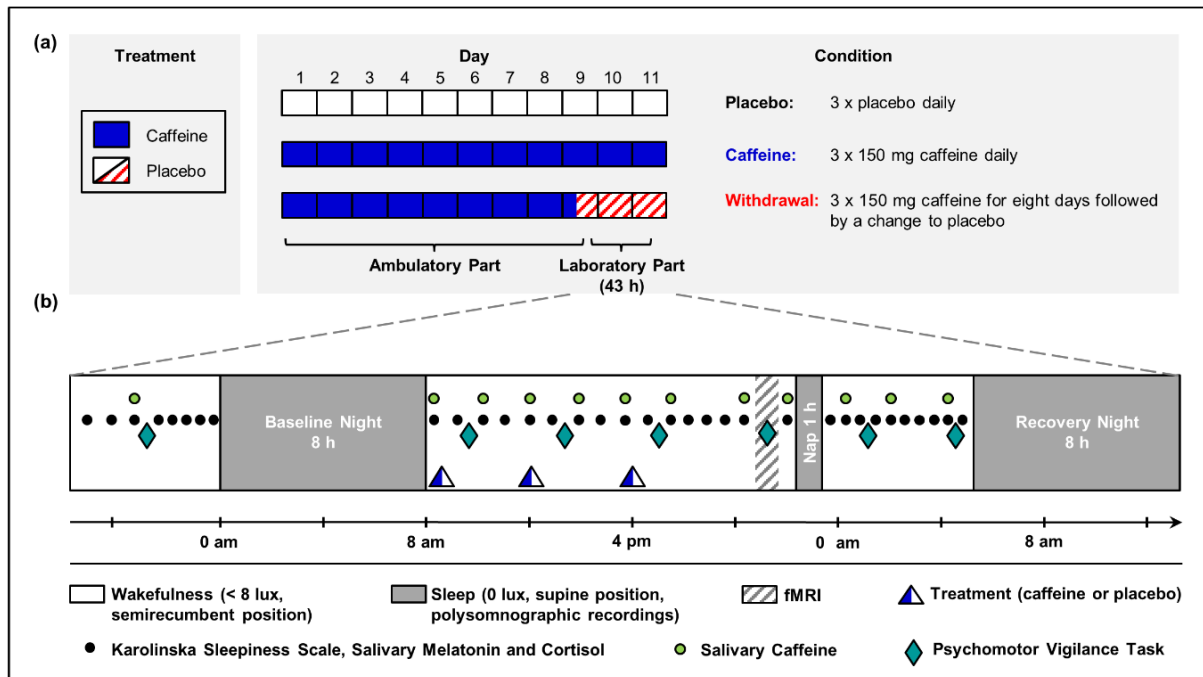 (a)
Treatment
Caffeine
Placebo
Day
1 2 3 4 5 6 7 8 9 10 11
Condition
Placebo: 3 x placebo daily
Caffeine: 3 x 150 mg caffeine daily
Withdrawal: 3 x 150 mg caffeine for eight days followed
by a change to placebo
Ambulatory Part
Laboratory Part
(43 h)
(b)
Baseline Night
8 h
Nap 1 h
Recovery Night
8 h
0 am 8 am 4 pm 0 am 8 am
Wakefulness (< 8 lux,
semirecumbent position)
Sleep (0 lux, supine position,
polysomnographic recordings)
fMRI
Treatment (caffeine or placebo)
Karolinska Sleepiness Scale, Salivary Melatonin and Cortisol
Salivary Caffeine
Psychomotor Vigilance Task